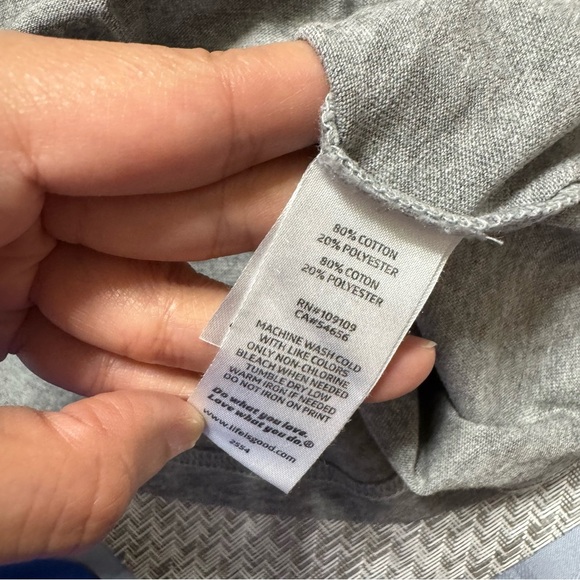 80% COTTON
20% POLYESTER
80% COTON
20% POLYESTER
RN#109109
CA#54656
MACHINE WASH COLD
WITH LIKE COLORS
ONLY NON-CHLORINE
BLEACH WHEN NEEDED
TUMBLE DRY LOW
WARM IRON IF NEEDED
DO NOT IRON ON PRINT
Do what you love.
Love what you do.®
www.lifeisgood.com
2554